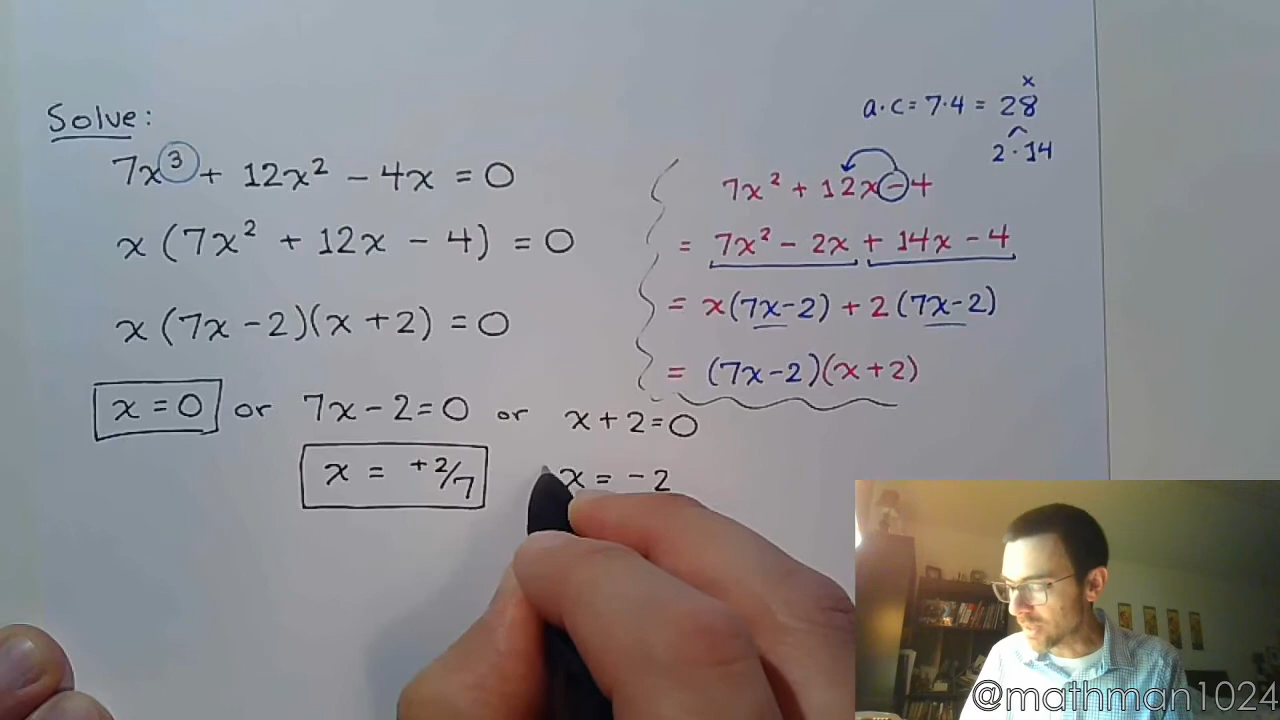 Solve:
7x³ + 12x² − 4x = 0
x (7x² + 12x − 4) = 0
x (7x − 2)(x + 2) = 0
x = 0 or 7x − 2 = 0 or x + 2 = 0
x = +2/7
x = −2
x
a·c = 7·4 = 28
2 · 14
7x² + 12x − 4
= 7x² − 2x + 14x − 4
= x(7x−2) + 2(7x−2)
= (7x−2)(x+2)
@mathman1024